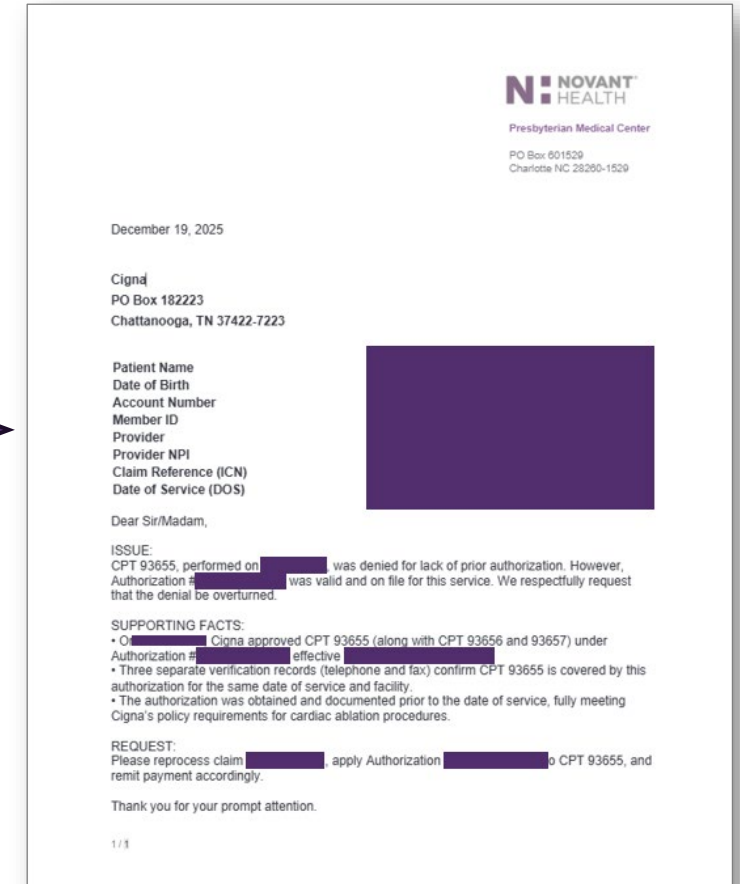 NOVANT
HEALTH
Presbyterian Medical Center
PO Box 601529
Charlotte NC 28260-1529
December 19, 2025
Cigna
PO Box 182223
Chattanooga, TN 37422-7223
Patient Name
Date of Birth
Account Number
Member ID
Provider
Provider NPI
Claim Reference (ICN)
Date of Service (DOS)
Dear Sir/Madam,
ISSUE:
CPT 93655, performed on , was denied for lack of prior authorization. However,
Authorization # was valid and on file for this service. We respectfully request
that the denial be overturned.
SUPPORTING FACTS:
• On Cigna approved CPT 93655 (along with CPT 93656 and 93657) under
Authorization # effective
• Three separate verification records (telephone and fax) confirm CPT 93655 is covered by this
authorization for the same date of service and facility.
• The authorization was obtained and documented prior to the date of service, fully meeting
Cigna's policy requirements for cardiac ablation procedures.
REQUEST:
Please reprocess claim , apply Authorization o CPT 93655, and
remit payment accordingly.
Thank you for your prompt attention.
1 / 1